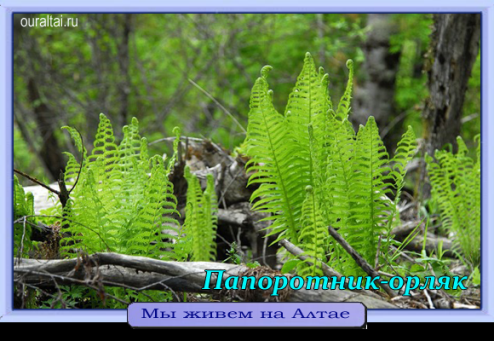 ouraltai.ru
Папоротник-орляк
Мы живем на Алтае